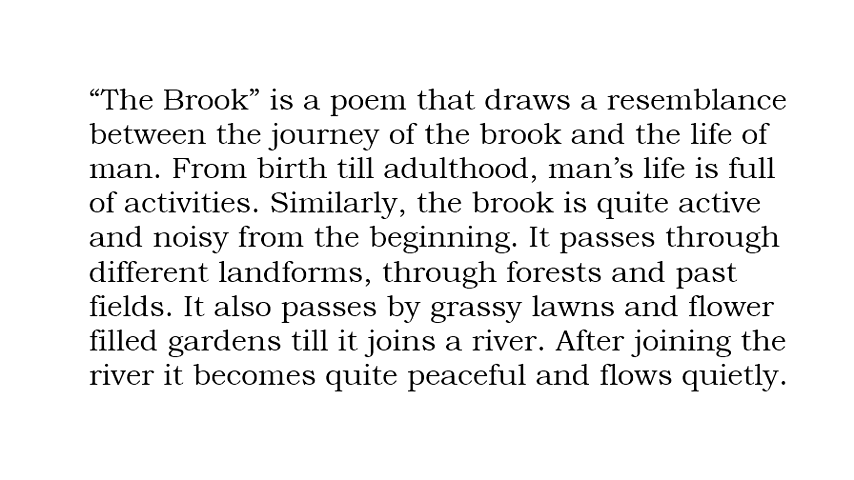 “The Brook” is a poem that draws a resemblance
between the journey of the brook and the life of
man. From birth till adulthood, man’s life is full
of activities. Similarly, the brook is quite active
and noisy from the beginning. It passes through
different landforms, through forests and past
fields. It also passes by grassy lawns and flower
filled gardens till it joins a river. After joining the
river it becomes quite peaceful and flows quietly.